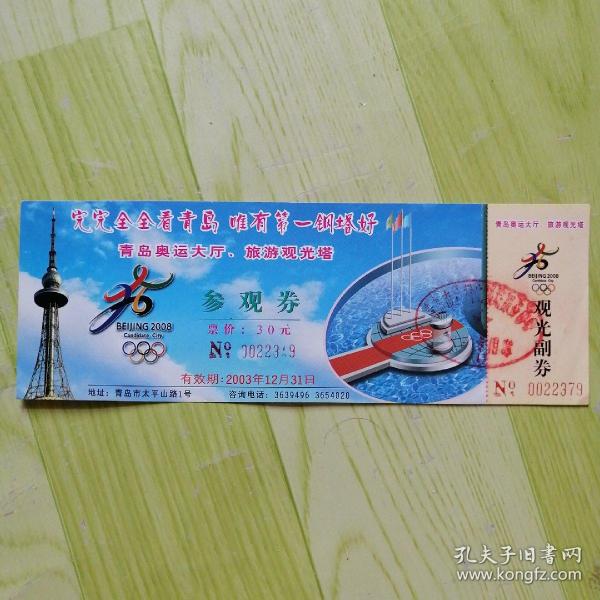 完完全全看青岛 唯有第一钢塔好
青岛奥运大厅、旅游观光塔
BEIJING 2008
Candidate City
参观券
票价：30元
№ 0022379
有效期：2003年12月31日
地址：青岛市太平山路1号
咨询电话：3639496 3654020
青岛奥运大厅、旅游观光塔
BEIJING 2008
Candidate City
观光副券
№ 0022379
孔夫子旧书网
www.kongfz.com